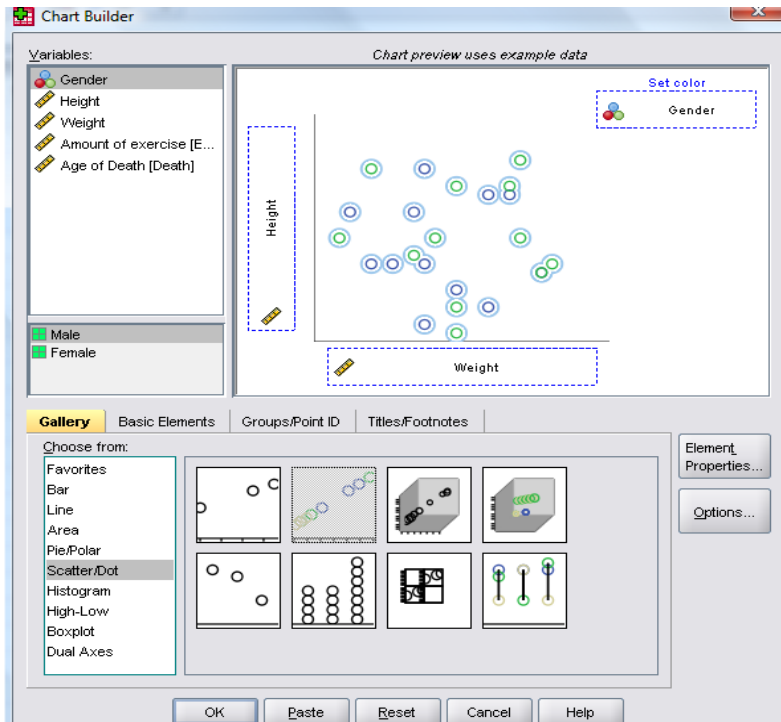 Chart Builder
Variables:
Chart preview uses example data
Gender
Height
Weight
Amount of exercise [E...
Age of Death [Death]
Male
Female
Set color
Gender
Height
Weight
Gallery
Basic Elements
Groups/Point ID
Titles/Footnotes
Choose from:
Favorites
Bar
Line
Area
Pie/Polar
Scatter/Dot
Histogram
High-Low
Boxplot
Dual Axes
Element Properties...
Options...
OK
Paste
Reset
Cancel
Help